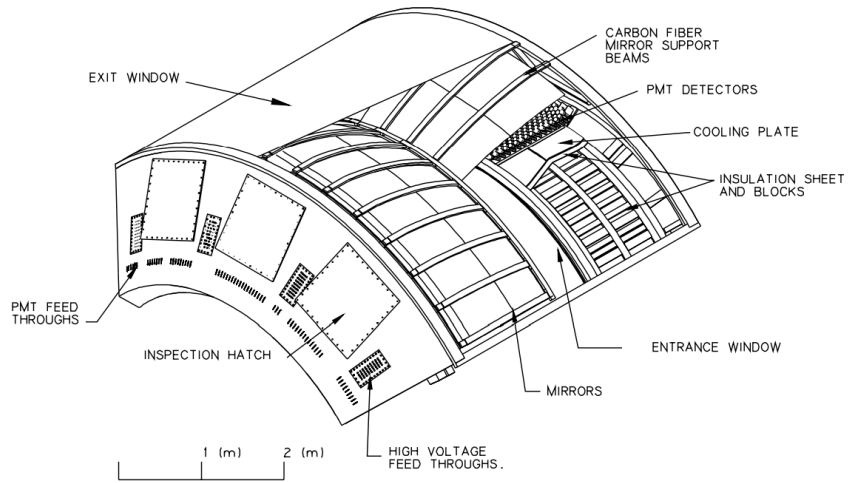 CARBON FIBER
MIRROR SUPPORT
BEAMS
EXIT WINDOW
PMT DETECTORS
COOLING PLATE
INSULATION SHEET
AND BLOCKS
PMT FEED
THROUGHS
INSPECTION HATCH
ENTRANCE WINDOW
MIRRORS
1 (m) 2 (m)
HIGH VOLTAGE
FEED THROUGHS.